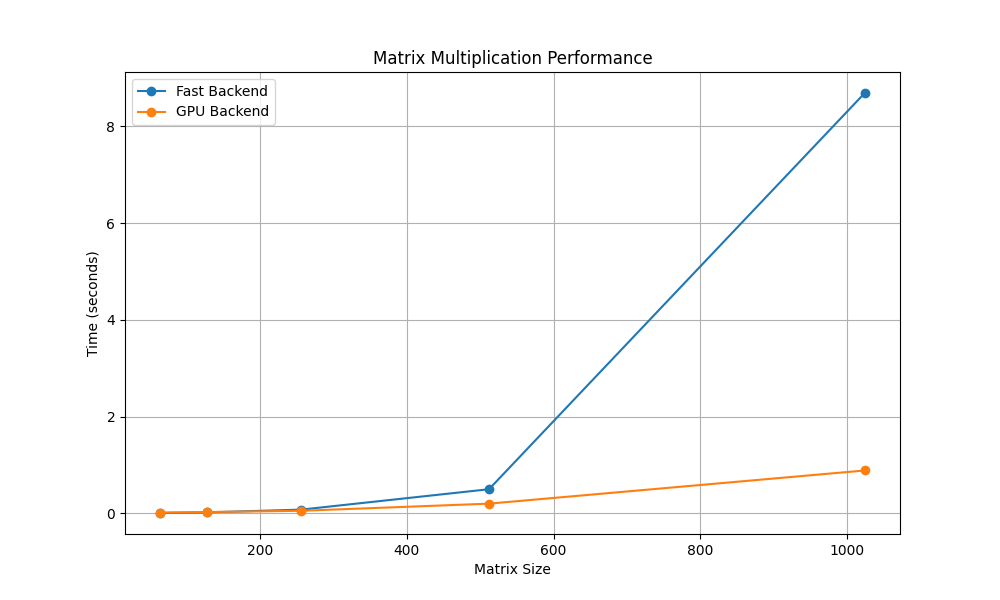 Matrix Multiplication Performance
Fast Backend
GPU Backend
Time (seconds)
8
6
4
2
0
200 400 600 800 1000
Matrix Size